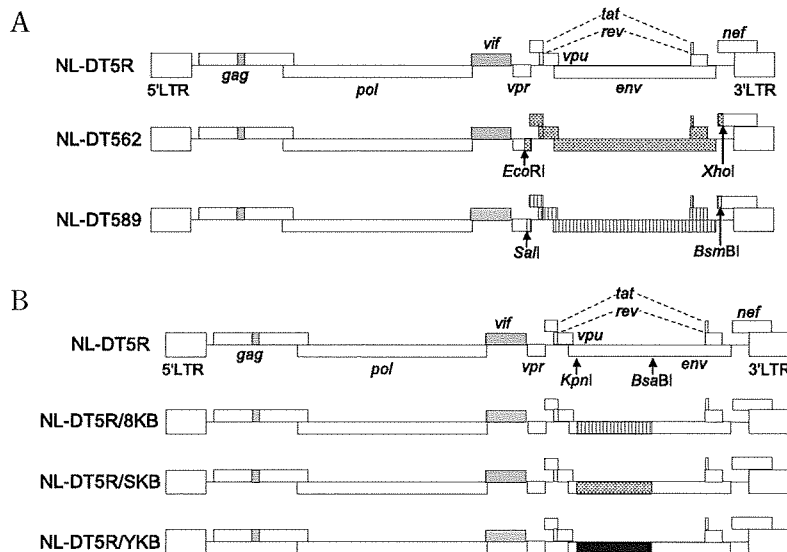 A
tat
rev
vif
nef
NL-DT5R
gag
vpu
5'LTR
pol
vpr
env
3'LTR
NL-DT562
EcoRI
XhoI
NL-DT589
SalI
BsmBI
B
tat
rev
vif
nef
NL-DT5R
vpu
gag
env
5'LTR
pol
vpr
KpnI
BsaBI
3'LTR
NL-DT5R/8KB
NL-DT5R/SKB
NL-DT5R/YKB